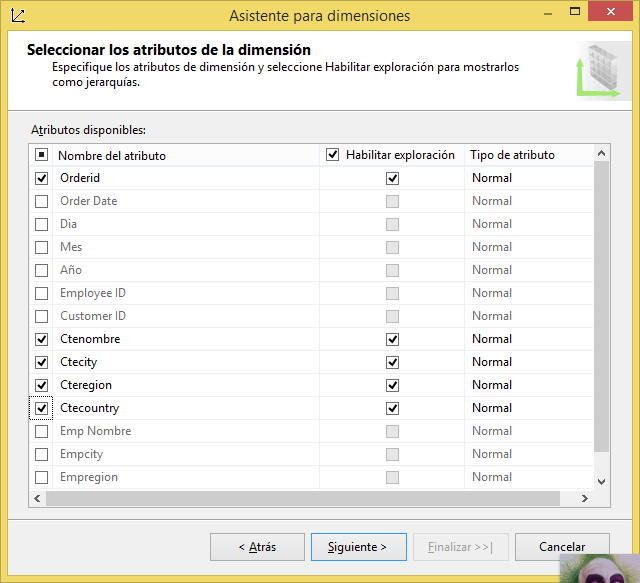 Asistente para dimensiones
Seleccionar los atributos de la dimensión
Especifique los atributos de dimensión y seleccione Habilitar exploración para mostrarlos
como jerarquías.
Atributos disponibles:
Nombre del atributo Habilitar exploración Tipo de atributo
Orderid Normal
Order Date Normal
Dia Normal
Mes Normal
Año Normal
Employee ID Normal
Customer ID Normal
Ctenombre Normal
Ctecity Normal
Cteregion Normal
Ctecountry Normal
Emp Nombre Normal
Empcity Normal
Empregion Normal
< Atrás Siguiente > Finalizar >>| Cancelar